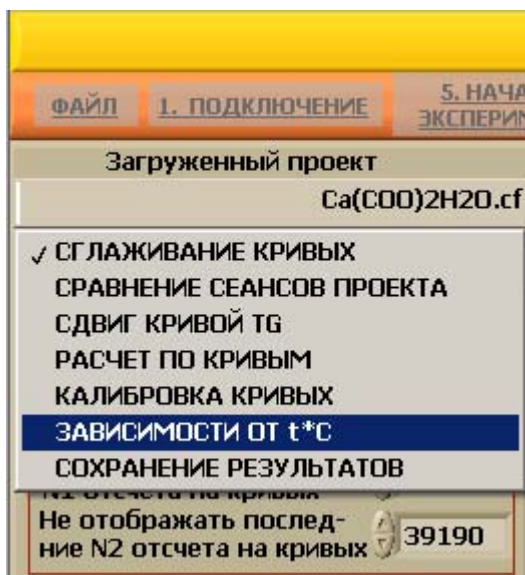 ФАЙЛ
1. ПОДКЛЮЧЕНИЕ
5. НАЧА
ЭКСПЕРИМ
Загруженный проект
Ca(COO)2H2O.cf
✓ СГЛАЖИВАНИЕ КРИВЫХ
СРАВНЕНИЕ СЕАНСОВ ПРОЕКТА
СДВИГ КРИВОЙ TG
РАСЧЕТ ПО КРИВЫМ
КАЛИБРОВКА КРИВЫХ
ЗАВИСИМОСТИ ОТ t*C
СОХРАНЕНИЕ РЕЗУЛЬТАТОВ
N1 отсчета на кривых
Не отображать послед-
ние N2 отсчета на кривых
39190